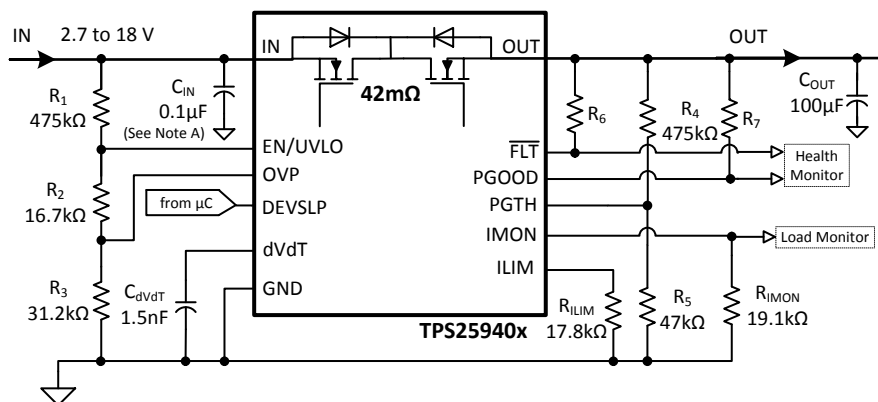 IN
2.7 to 18 V
IN
OUT
OUT
R1
475kΩ
CIN
0.1µF
(See Note A)
42mΩ
R6
R4
475kΩ
R7
COUT
100µF
EN/UVLO
FLT
Health
Monitor
R2
16.7kΩ
OVP
PGOOD
from µC
DEVSLP
PGTH
IMON
Load Monitor
dVdT
ILIM
R3
31.2kΩ
CdVdT
1.5nF
GND
RILIM
17.8kΩ
R5
47kΩ
RIMON
19.1kΩ
TPS25940x